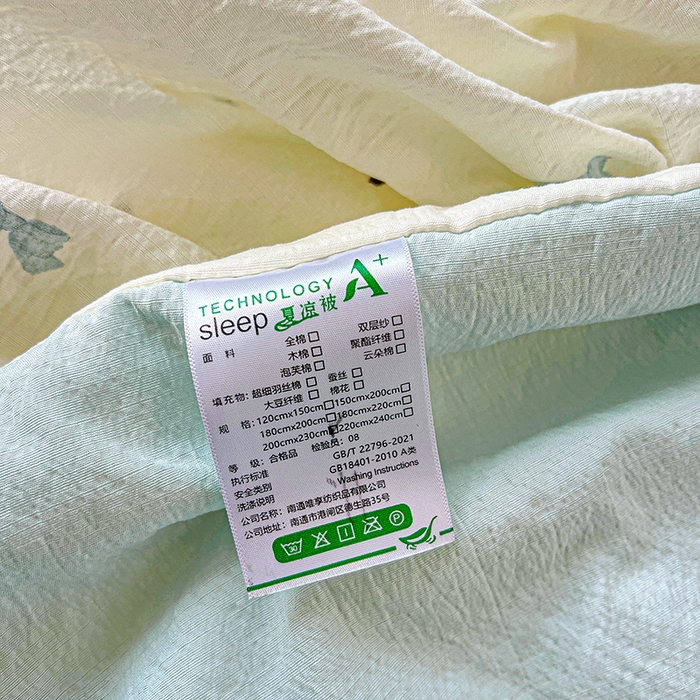 TECHNOLOGY A+
sleep 夏凉被
面 料 全棉□ 双层纱□
木棉□ 聚酯纤维□
泡芙棉□ 云朵棉□
填充物: 超细羽丝棉□ 蚕丝□
大豆纤维□ 棉花□
规 格: 120cmx150cm□150cmx200cm□
180cmx200cm□180cmx220cm□
200cmx230cm■220cmx240cm□
等 级: 合格品 检验员: 08
执行标准 GB/T 22796-2021
安全类别 GB18401-2010 A类
洗涤说明 Washing Instructions
公司名称: 南通唯享纺织品有限公司
公司地址: 南通市港闸区德生路35号
30 P